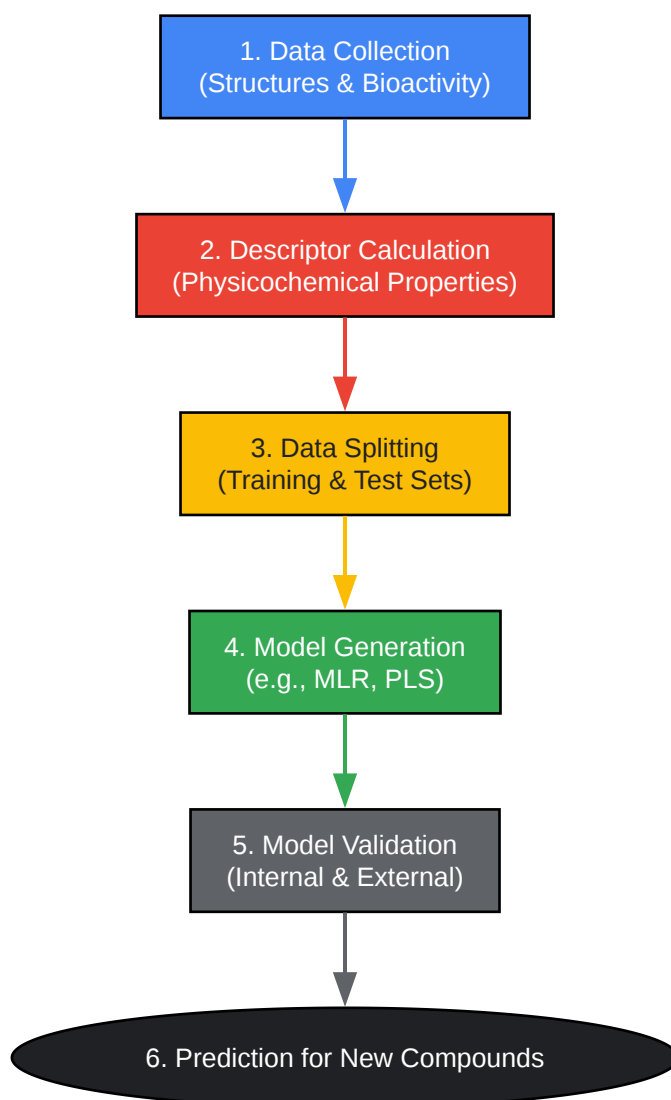 1. Data Collection
(Structures & Bioactivity)
2. Descriptor Calculation
(Physicochemical Properties)
3. Data Splitting
(Training & Test Sets)
4. Model Generation
(e.g., MLR, PLS)
5. Model Validation
(Internal & External)
6. Prediction for New Compounds